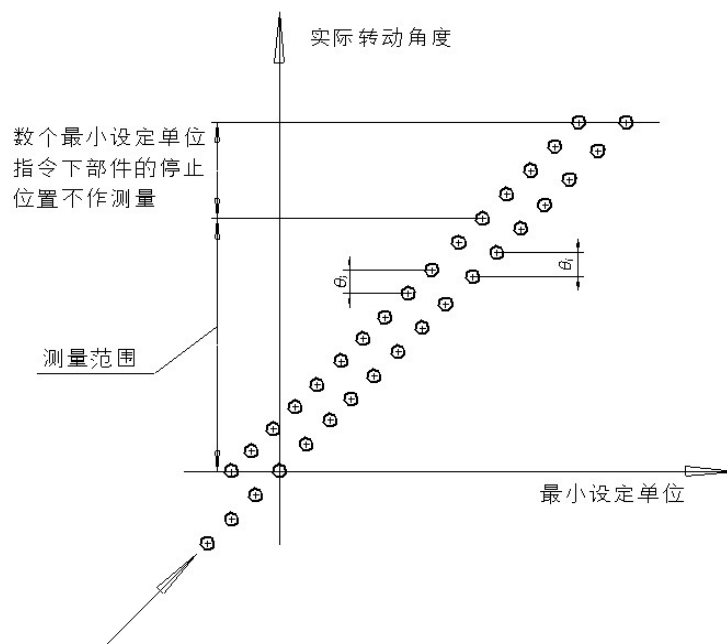 实际转动角度
数个最小设定单位
指令下部件的停止
位置不作测量
θi
θi
测量范围
最小设定单位